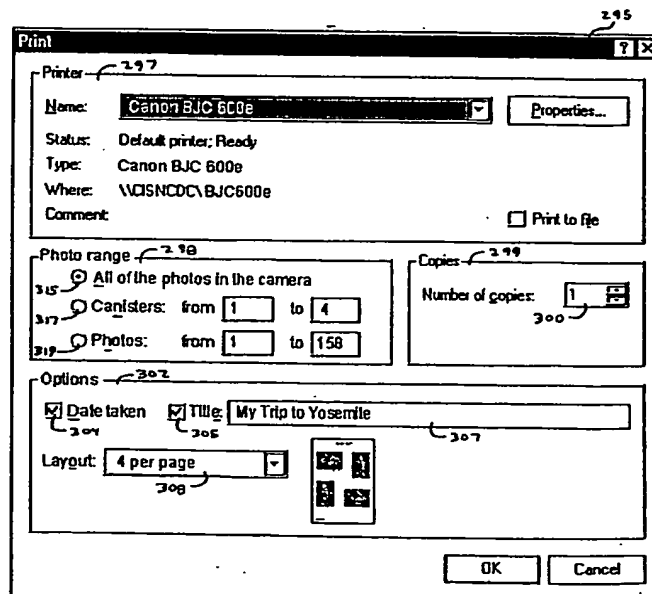 295
Print ? X
Printer 297
Name: Canon BJC 600e Properties...
Status: Default printer; Ready
Type: Canon BJC 600e
Where: \\CISNCDC\BJC600e
Comment: Print to file
Photo range 298
315 All of the photos in the camera
317 Canisters: from 1 to 4
319 Photos: from 1 to 158
Copies 299
Number of copies: 1
300
Options 302
Date taken Title: My Trip to Yosemite
304 305 307
Layout: 4 per page
308
OK Cancel